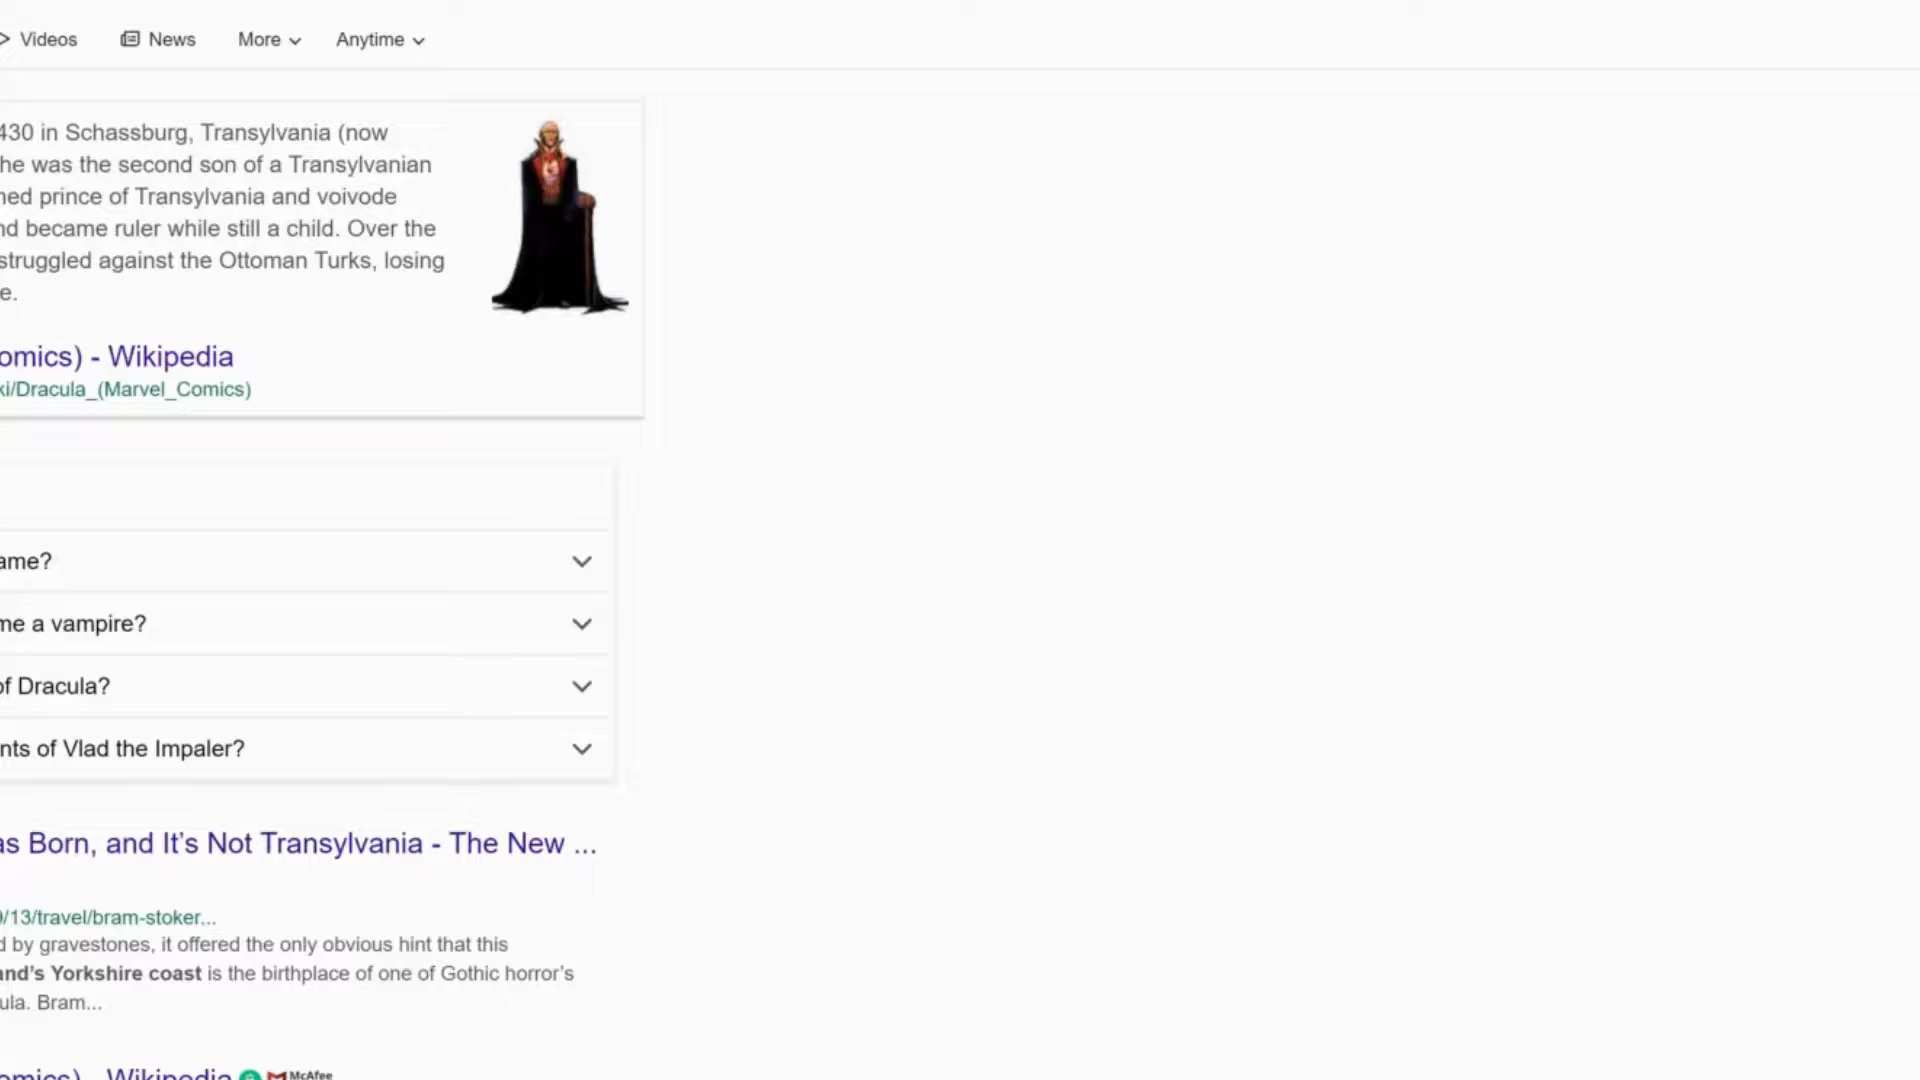 Videos News More Anytime
430 in Schassburg, Transylvania (now
he was the second son of a Transylvanian
ned prince of Transylvania and voivode
nd became ruler while still a child. Over the
struggled against the Ottoman Turks, losing
e.
omics) - Wikipedia
ki/Dracula_(Marvel_Comics)
ame?
me a vampire?
of Dracula?
nts of Vlad the Impaler?
as Born, and It’s Not Transylvania - The New ...
9/13/travel/bram-stoker...
d by gravestones, it offered the only obvious hint that this
and’s Yorkshire coast is the birthplace of one of Gothic horror’s
ula. Bram...
omics) - Wikipedia McAfee